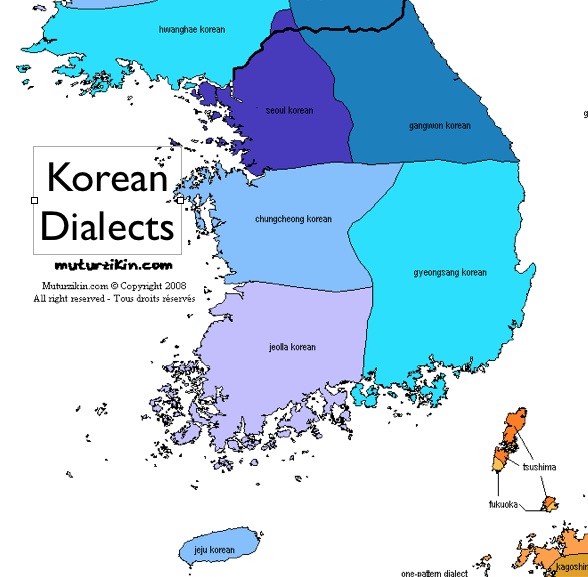 hwanghae korean
seoul korean
gangwon korean
Korean
Dialects
muturzikin.com
Muturzikin.com © Copyright 2008
All right reserved - Tous droits réservés
chungcheong korean
gyeongsang korean
jeolla korean
tsushima
fukuoka
jeju korean
one-pattern dialect